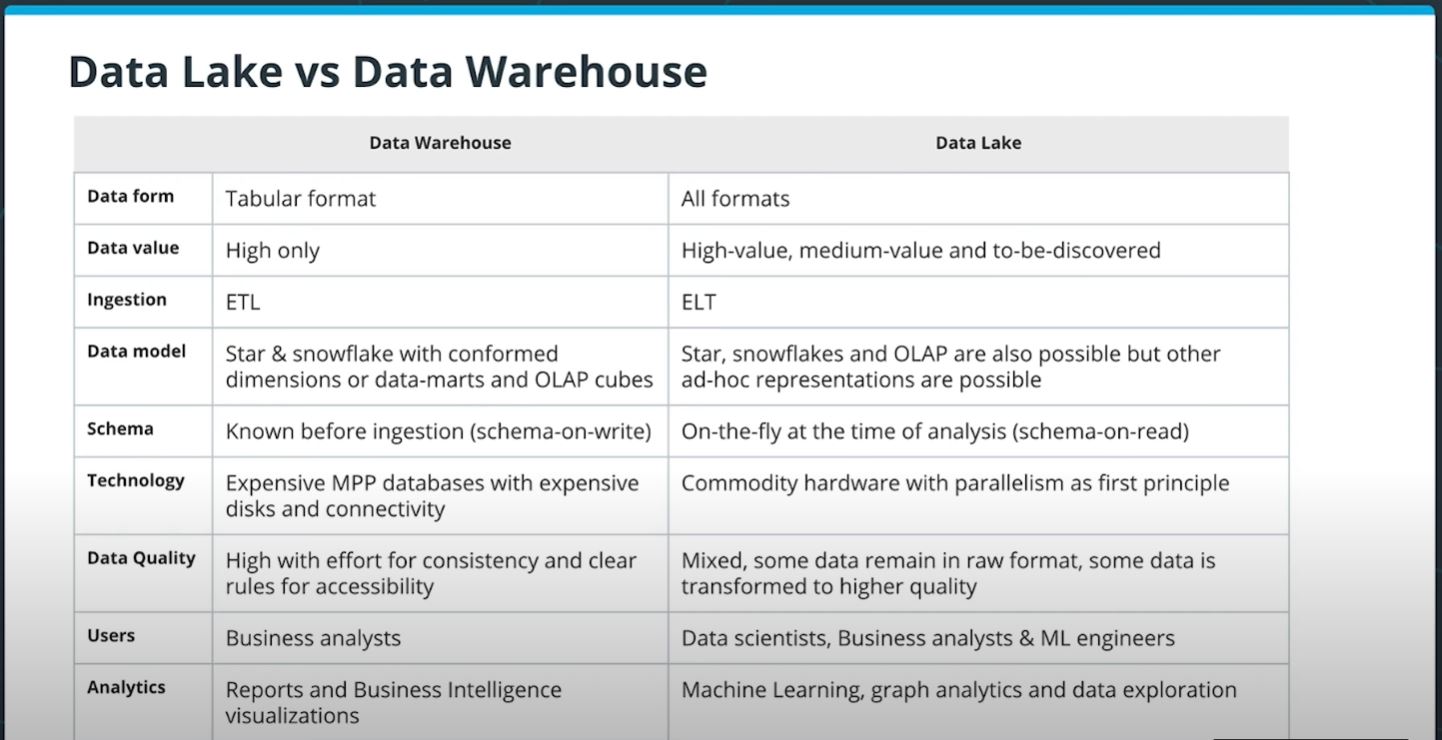 Data Lake vs Data Warehouse
Data Warehouse Data Lake
Data form Tabular format All formats
Data value High only High-value, medium-value and to-be-discovered
Ingestion ETL ELT
Data model Star & snowflake with conformed Star, snowflakes and OLAP are also possible but other
dimensions or data-marts and OLAP cubes ad-hoc representations are possible
Schema Known before ingestion (schema-on-write) On-the-fly at the time of analysis (schema-on-read)
Technology Expensive MPP databases with expensive Commodity hardware with parallelism as first principle
disks and connectivity
Data Quality High with effort for consistency and clear Mixed, some data remain in raw format, some data is
rules for accessibility transformed to higher quality
Users Business analysts Data scientists, Business analysts & ML engineers
Analytics Reports and Business Intelligence Machine Learning, graph analytics and data exploration
visualizations